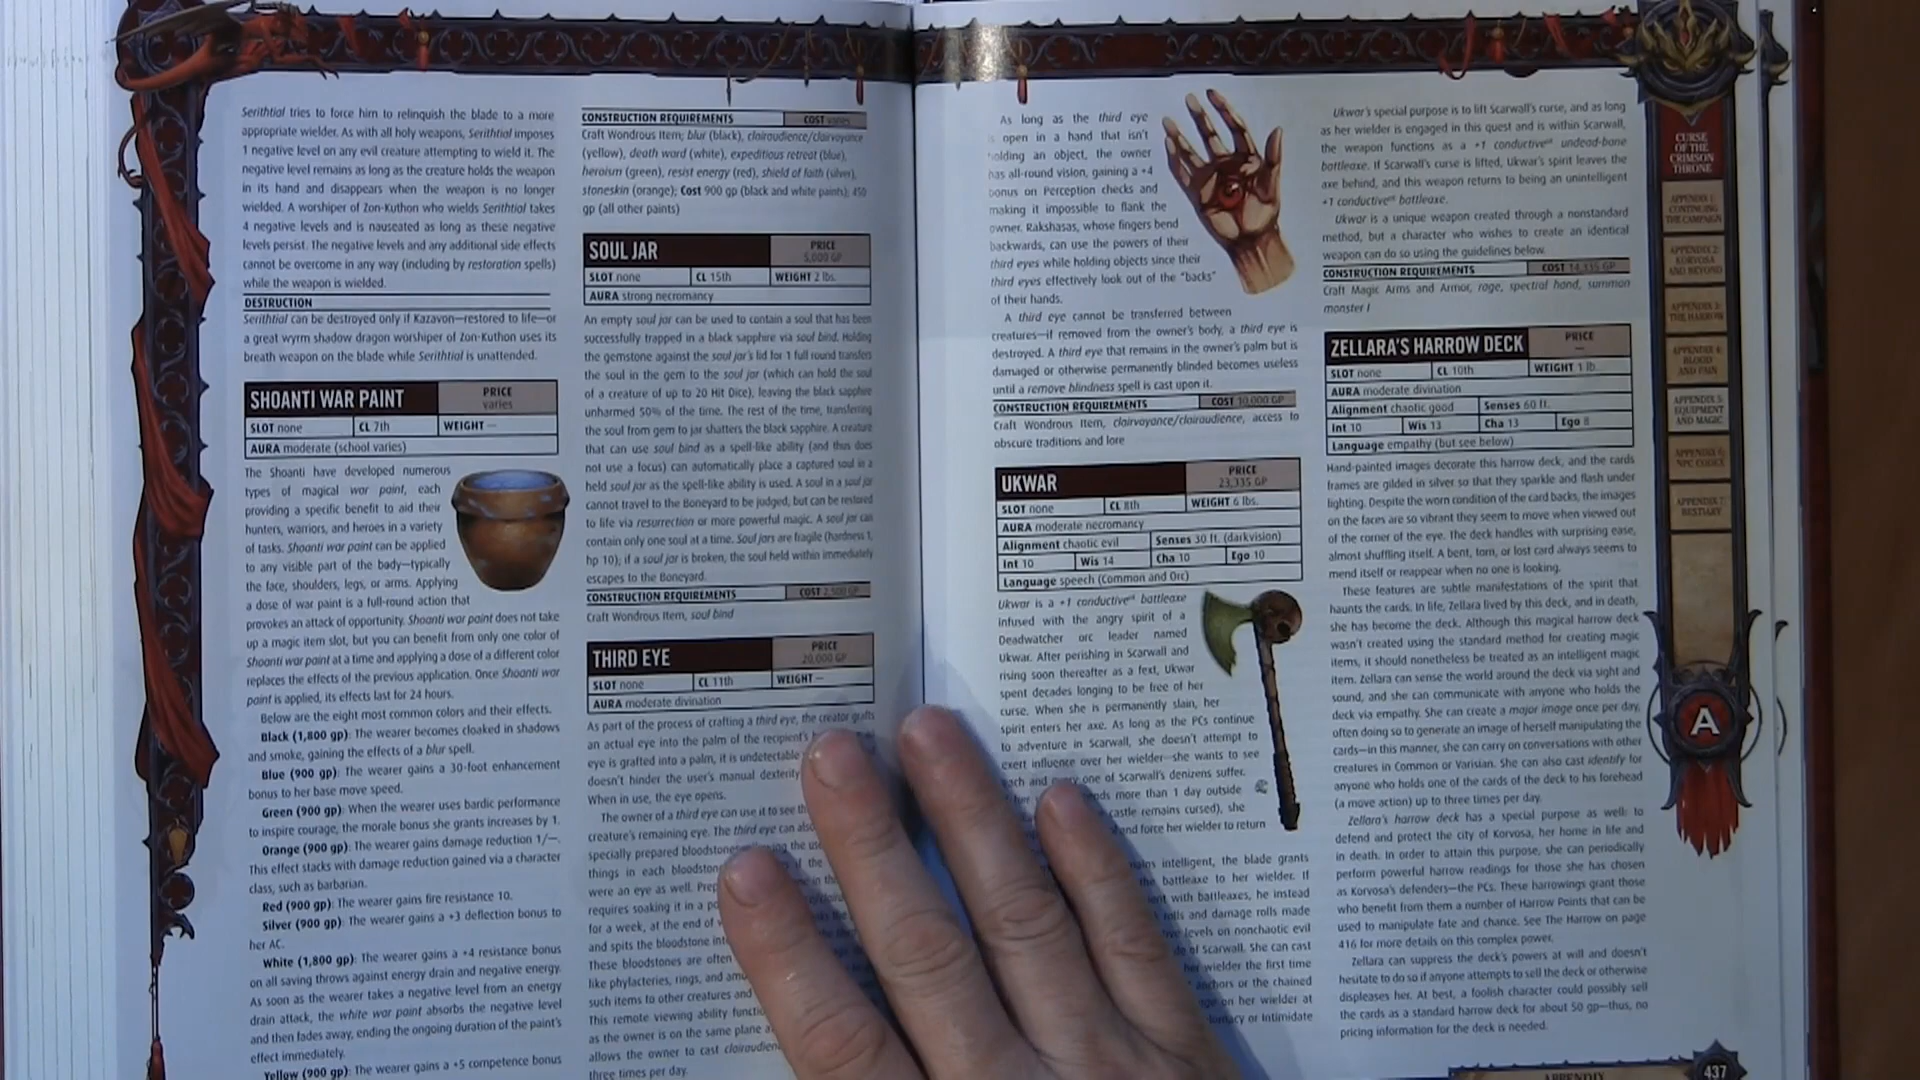 Serithtial tries to force him to relinquish the blade to a more
appropriate wielder. As with all holy weapons, Serithtial imposes
1 negative level on any evil creature attempting to wield it. The
negative level remains as long as the creature holds the weapon
in its hand and disappears when the weapon is no longer
wielded. A worshiper of Zon-Kuthon who wields Serithtial takes
4 negative levels and is nauseated as long as these negative
levels persist. The negative levels and any additional side effects
cannot be overcome in any way (including by restoration spells)
while the weapon is wielded.
DESTRUCTION
Serithtial can be destroyed only if Kazavon—restored to life—or
a great wyrm shadow dragon worshiper of Zon-Kuthon uses its
breath weapon on the blade while Serithtial is unattended.
SHOANTI WAR PAINT
PRICE
varies
SLOT none CL 7th WEIGHT —
AURA moderate (school varies)
The Shoanti have developed numerous
types of magical war paint, each
providing a specific benefit to aid their
hunters, warriors, and heroes in a variety
of tasks. Shoanti war paint can be applied
to any visible part of the body—typically
the face, shoulders, legs, or arms. Applying
a dose of war paint is a full-round action that
provokes an attack of opportunity. Shoanti war paint does not take
up a magic item slot, but you can benefit from only one color of
Shoanti war paint at a time and applying a dose of a different color
replaces the effects of the previous application. Once Shoanti war
paint is applied, its effects last for 24 hours.
Below are the eight most common colors and their effects.
Black (1,800 gp): The wearer becomes cloaked in shadows
and smoke, gaining the effects of a blur spell.
Blue (900 gp): The wearer gains a 30-foot enhancement
bonus to her base move speed.
Green (900 gp): When the wearer uses bardic performance
to inspire courage, the morale bonus she grants increases by 1.
Orange (900 gp): The wearer gains damage reduction 1/—.
This effect stacks with damage reduction gained via a character
class, such as barbarian.
Red (900 gp): The wearer gains fire resistance 10.
Silver (900 gp): The wearer gains a +3 deflection bonus to
her AC.
White (1,800 gp): The wearer gains a +4 resistance bonus
on all saving throws against energy drain and negative energy.
As soon as the wearer takes a negative level from an energy
drain attack, the white war paint absorbs the negative level
and then fades away, ending the ongoing duration of the paint's
effect immediately.
Yellow (900 gp): The wearer gains a +5 competence bonus
CONSTRUCTION REQUIREMENTS COST varies
Craft Wondrous Item; blur (black), clairaudience/clairvoyance
(yellow), death ward (white), expeditious retreat (blue),
heroism (green), resist energy (red), shield of faith (silver),
stoneskin (orange); Cost 900 gp (black and white paints); 450
gp (all other paints)
SOUL JAR
PRICE
5,000 GP
SLOT none CL 15th WEIGHT 2 lbs.
AURA strong necromancy
An empty soul jar can be used to contain a soul that has been
successfully trapped in a black sapphire via soul bind. Holding
the gemstone against the soul jar's lid for 1 full round transfers
the soul in the gem to the soul jar (which can hold the soul
of a creature of up to 20 Hit Dice), leaving the black sapphire
unharmed 50% of the time. The rest of the time, transferring
the soul from gem to jar shatters the black sapphire. A creature
that can use soul bind as a spell-like ability (and thus does
not use a focus) can automatically place a captured soul in a
held soul jar as the spell-like ability is used. A soul in a soul jar
cannot travel to the Boneyard to be judged, but can be restored
to life via resurrection or more powerful magic. A soul jar can
contain only one soul at a time. Soul jars are fragile (hardness 1,
hp 10); if a soul jar is broken, the soul held within immediately
escapes to the Boneyard.
CONSTRUCTION REQUIREMENTS COST 2,500 GP
Craft Wondrous Item, soul bind
THIRD EYE
PRICE
20,000 GP
SLOT none CL 11th WEIGHT —
AURA moderate divination
As part of the process of crafting a third eye, the creator grafts
an actual eye into the palm of the recipient's
eye is grafted into a palm, it is undetectable
doesn't hinder the user's manual dexterity
When in use, the eye opens.
The owner of a third eye can use it to see th
creature's remaining eye. The third eye can also
specially prepared bloodstones, the use
things in each bloodston if the
were an eye as well. Prep in the
requires soaking it in a po
for a week, at the end of
and spits the bloodstone int
These bloodstones are often
like phylacteries, rings, and amu
such items to other creatures and
This remote viewing ability functi
as the owner is on the same plane a
allows the owner to cast clairaudien
three times per day.
As long as the third eye
is open in a hand that isn't
holding an object, the owner
has all-round vision, gaining a +4
bonus on Perception checks and
making it impossible to flank the
owner. Rakshasas, whose fingers bend
backwards, can use the powers of their
third eyes while holding objects since their
third eyes effectively look out of the "backs"
of their hands.
A third eye cannot be transferred between
creatures—if removed from the owner's body, a third eye is
destroyed. A third eye that remains in the owner's palm but is
damaged or otherwise permanently blinded becomes useless
until a remove blindness spell is cast upon it.
CONSTRUCTION REQUIREMENTS COST 10,000 GP
Craft Wondrous Item, clairvoyance/clairaudience, access to
obscure traditions and lore
UKWAR
PRICE
23,335 GP
SLOT none CL 8th WEIGHT 6 lbs.
AURA moderate necromancy
Alignment chaotic evil Senses 30 ft. (darkvision)
Int 10 Wis 14 Cha 10 Ego 10
Language speech (Common and Orc)
Ukwar is a +1 conductive battleaxe
infused with the angry spirit of a
Deadwatcher orc leader named
Ukwar. After perishing in Scarwall and
rising soon thereafter as a fext, Ukwar
spent decades longing to be free of her
curse. When she is permanently slain, her
spirit enters her axe. As long as the PCs continue
to adventure in Scarwall, she doesn't attempt to
exert influence over her wielder—she wants to see
each and every one of Scarwall's denizens suffer.
ends more than 1 day outside
castle remains cursed), she
and force her wielder to return
mains intelligent, the blade grants
the battleaxe to her wielder. If
ent with battleaxes, he instead
rolls and damage rolls made
ive levels on nonchaotic evil
de of Scarwall. She can cast
her wielder the first time
anchors or the chained
age on her wielder at
lomacy or Intimidate
Ukwar's special purpose is to lift Scarwall's curse, and as long
as her wielder is engaged in this quest and is within Scarwall,
the weapon functions as a +1 conductive undead-bane
battleaxe. If Scarwall's curse is lifted, Ukwar's spirit leaves the
axe behind, and this weapon returns to being an unintelligent
+1 conductive battleaxe.
Ukwar is a unique weapon created through a nonstandard
method, but a character who wishes to create an identical
weapon can do so using the guidelines below.
CONSTRUCTION REQUIREMENTS COST 14,335 GP
Craft Magic Arms and Armor, rage, spectral hand, summon
monster I
ZELLARA'S HARROW DECK
PRICE
—
SLOT none CL 10th WEIGHT 1 lb.
AURA moderate divination
Alignment chaotic good Senses 60 ft.
Int 10 Wis 13 Cha 13 Ego 8
Language empathy (but see below)
Hand-painted images decorate this harrow deck, and the cards
frames are gilded in silver so that they sparkle and flash under
lighting. Despite the worn condition of the card backs, the images
on the faces are so vibrant they seem to move when viewed out
of the corner of the eye. The deck handles with surprising ease,
almost shuffling itself. A bent, torn, or lost card always seems to
mend itself or reappear when no one is looking.
These features are subtle manifestations of the spirit that
haunts the cards. In life, Zellara lived by this deck, and in death,
she has become the deck. Although this magical harrow deck
wasn't created using the standard method for creating magic
items, it should nonetheless be treated as an intelligent magic
item. Zellara can sense the world around the deck via sight and
sound, and she can communicate with anyone who holds the
deck via empathy. She can create a major image once per day,
often doing so to generate an image of herself manipulating the
cards—in this manner, she can carry on conversations with other
creatures in Common or Varisian. She can also cast identify for
anyone who holds one of the cards of the deck to his forehead
(a move action) up to three times per day.
Zellara's harrow deck has a special purpose as well: to
defend and protect the city of Korvosa, her home in life and
in death. In order to attain this purpose, she can periodically
perform powerful harrow readings for those she has chosen
as Korvosa's defenders—the PCs. These harrowings grant those
who benefit from them a number of Harrow Points that can be
used to manipulate fate and chance. See The Harrow on page
416 for more details on this complex power.
Zellara can suppress the deck's powers at will and doesn't
hesitate to do so if anyone attempts to sell the deck or otherwise
displeases her. At best, a foolish character could possibly sell
the cards as a standard harrow deck for about 50 gp—thus, no
pricing information for the deck is needed.
CURSE
OF THE
CRIMSON
THRONE
APPENDIX 1:
CONTINUING
THE CAMPAIGN
APPENDIX 2:
KORVOSA
AND BEYOND
APPENDIX 3:
THE HARROW
APPENDIX 4:
BLOOD
AND PAIN
APPENDIX 5:
EQUIPMENT
AND MAGIC
APPENDIX 6:
NPC CODEX
APPENDIX 7:
BESTIARY
A
APPENDIX
437